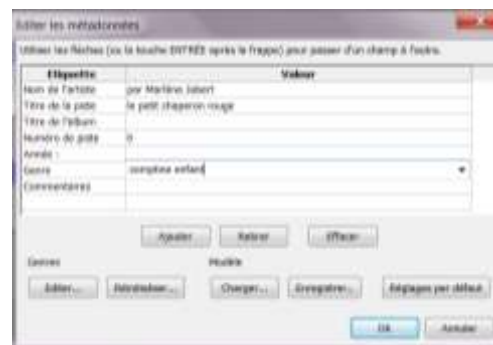 Editer les métadonnées
Utiliser les flèches (ou la touche ENTRÉE après la frappe) pour passer d'un champ à l'autre.
Etiquette Valeur
Nom de l'artiste par Marlène Jobert
Titre de la piste le petit chaperon rouge
Titre de l'album
Numéro de piste
Année :
Genre comptine enfant
Commentaires
Ajouter Retirer Effacer
Genres Modèle
Editer... Réinitialiser... Charger... Enregistrer... Réglages par défaut
Ok Annuler